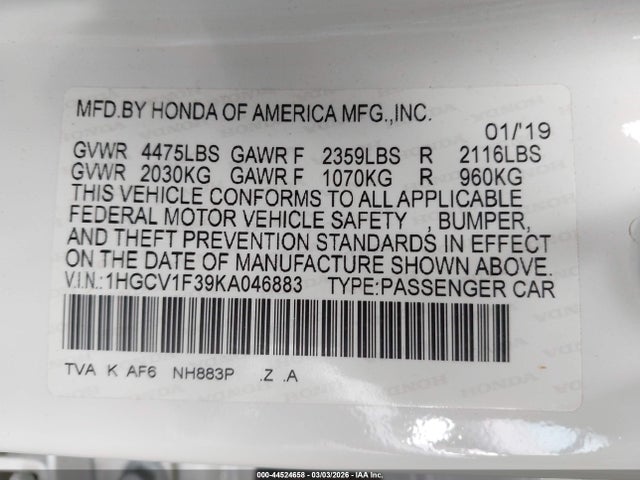 MFD.BY HONDA OF AMERICA MFG.,INC.
01/'19
GVWR 4475LBS GAWR F 2359LBS R 2116LBS
GVWR 2030KG GAWR F 1070KG R 960KG
THIS VEHICLE CONFORMS TO ALL APPLICABLE
FEDERAL MOTOR VEHICLE SAFETY , BUMPER,
AND THEFT PREVENTION STANDARDS IN EFFECT
ON THE DATE OF MANUFACTURE SHOWN ABOVE.
V.I.N.:1HGCV1F39KA046883 TYPE:PASSENGER CAR
TVA K AF6 NH883P .Z .A
000-44524658 | 03/03/2026 | IAA Inc.